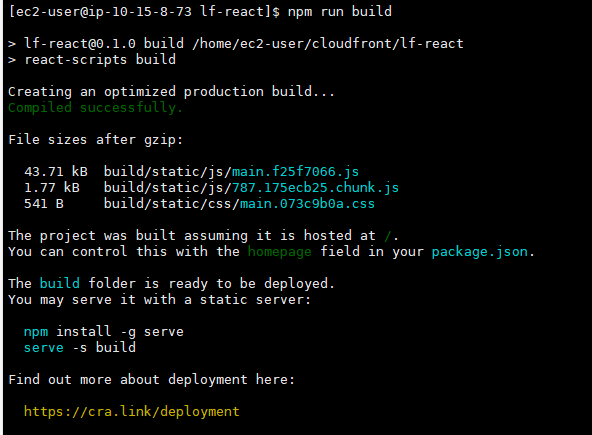 [ec2-user@ip-10-15-8-73 lf-react]$ npm run build
> lf-react@0.1.0 build /home/ec2-user/cloudfront/lf-react
> react-scripts build
Creating an optimized production build...
Compiled successfully.
File sizes after gzip:
43.71 kB  build/static/js/main.f25f7066.js
1.77 kB   build/static/js/787.175ecb25.chunk.js
541 B     build/static/css/main.073c9b0a.css
The project was built assuming it is hosted at /.
You can control this with the homepage field in your package.json.
The build folder is ready to be deployed.
You may serve it with a static server:
npm install -g serve
serve -s build
Find out more about deployment here:
https://cra.link/deployment